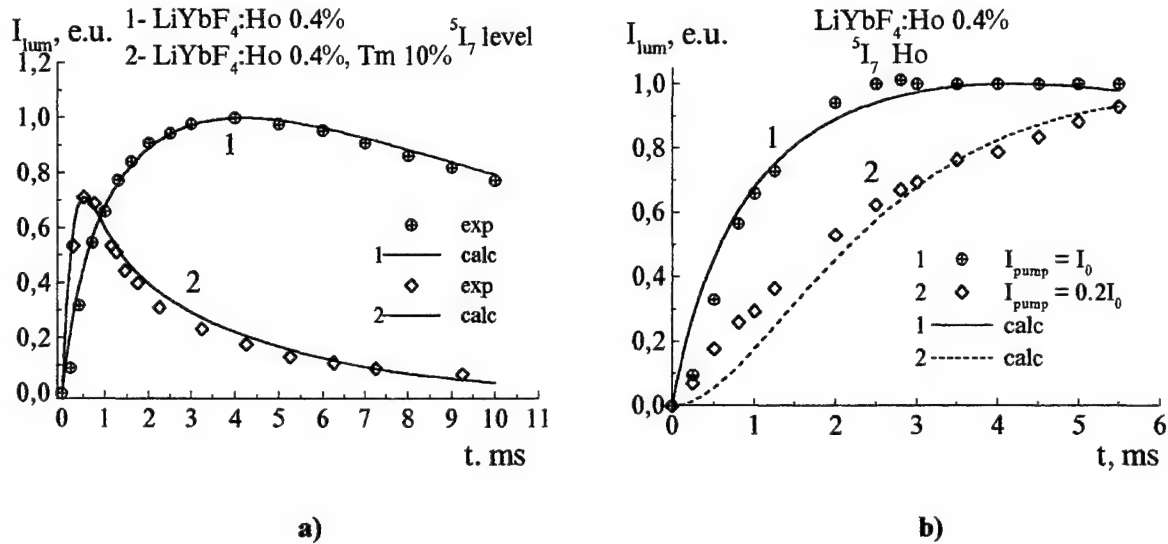 1- LiYbF₄:Ho 0.4%
I_lum, e.u.
2- LiYbF₄:Ho 0.4%, Tm 10%
⁵I₇ level
1,2
1,0
0,8
0,6
0,4
0,2
0,0
1
2
⊕ exp
1 — calc
◇ exp
2 — calc
0 1 2 3 4 5 6 7 8 9 10 11
t. ms
a)
LiYbF₄:Ho 0.4%
I_lum, e.u.
⁵I₇ Ho
1,2
1,0
0,8
0,6
0,4
0,2
0,0
1
2
1 ⊕ I_pump = I₀
2 ◇ I_pump = 0.2I₀
1 — calc
2 ----- calc
0 1 2 3 4 5 6
t, ms
b)